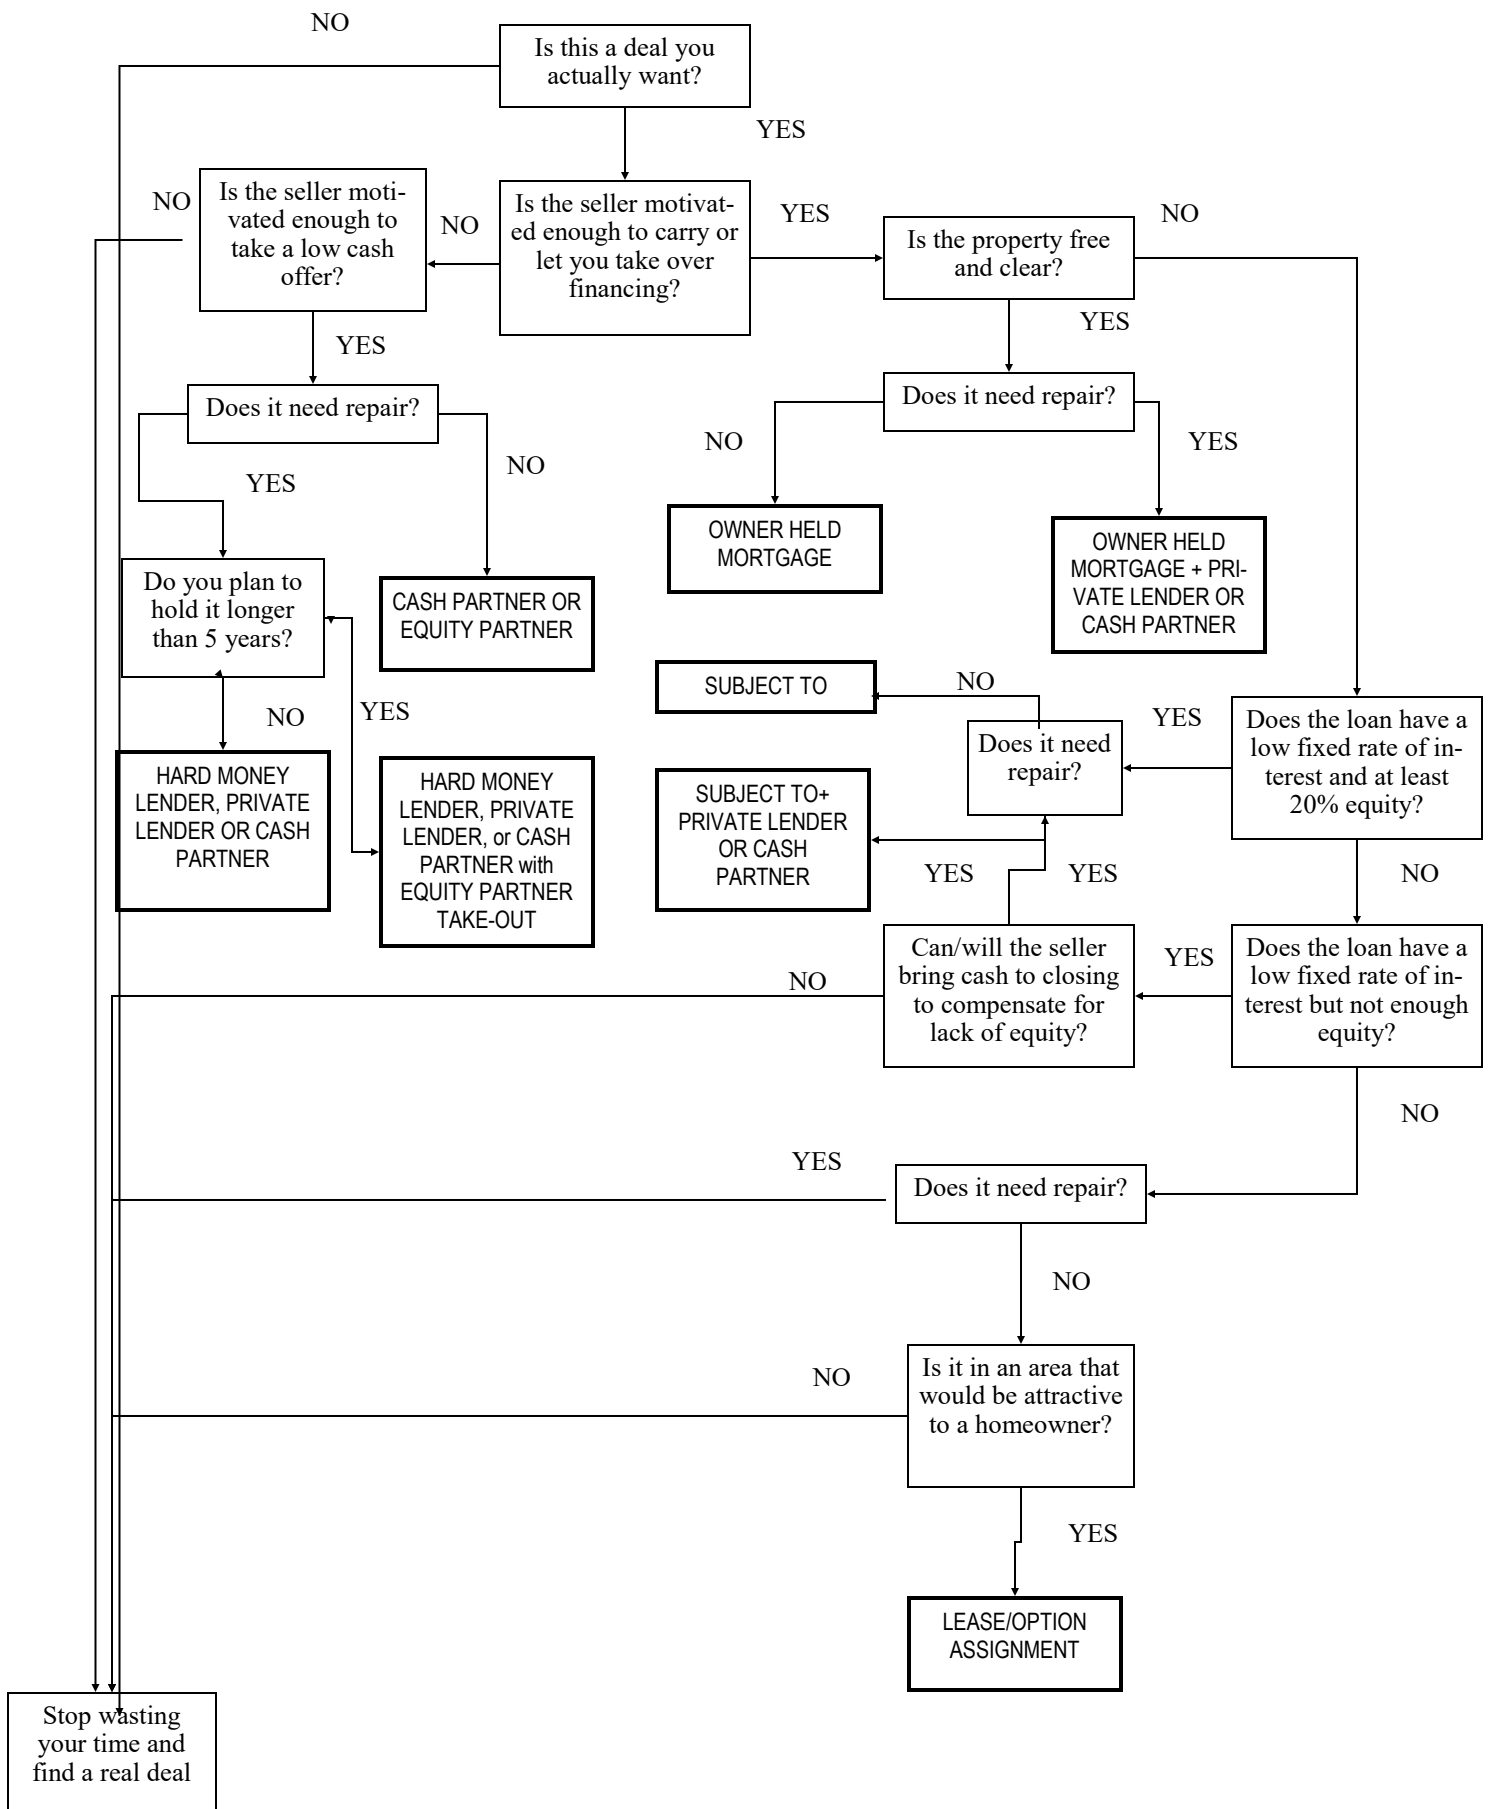 NO
Is this a deal you
actually want?
YES
NO
Is the seller moti-
vated enough to
take a low cash
offer?
NO
Is the seller motivat-
ed enough to carry or
let you take over
financing?
YES
Is the property free
and clear?
NO
YES
YES
Does it need repair?
Does it need repair?
NO
YES
NO
YES
OWNER HELD
MORTGAGE
OWNER HELD
MORTGAGE + PRI-
VATE LENDER OR
CASH PARTNER
Do you plan to
hold it longer
than 5 years?
CASH PARTNER OR
EQUITY PARTNER
SUBJECT TO
NO
NO
YES
Does it need
repair?
YES
Does the loan have a
low fixed rate of in-
terest and at least
20% equity?
HARD MONEY
LENDER, PRIVATE
LENDER OR CASH
PARTNER
HARD MONEY
LENDER, PRIVATE
LENDER, or CASH
PARTNER with
EQUITY PARTNER
TAKE-OUT
SUBJECT TO+
PRIVATE LENDER
OR CASH
PARTNER
YES
YES
NO
Can/will the seller
bring cash to closing
to compensate for
lack of equity?
YES
Does the loan have a
low fixed rate of in-
terest but not enough
equity?
NO
NO
YES
Does it need repair?
NO
NO
Is it in an area that
would be attractive
to a homeowner?
YES
LEASE/OPTION
ASSIGNMENT
Stop wasting
your time and
find a real deal